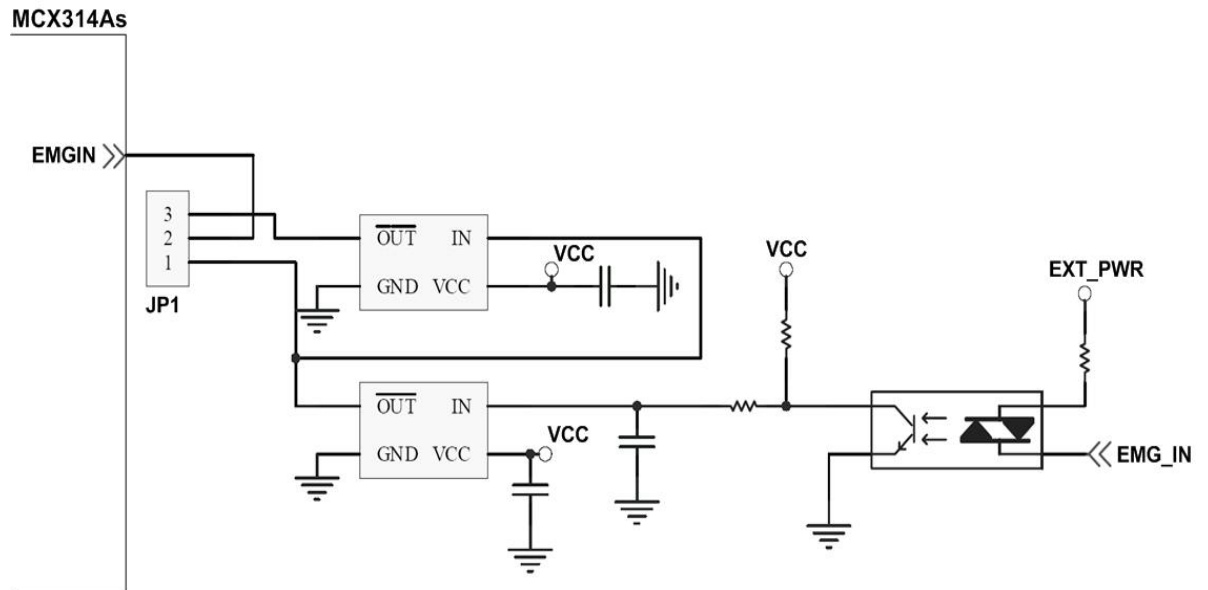 MCX314As
EMGIN
3
2
1
JP1
OUT IN
GND VCC
VCC
OUT IN
GND VCC
VCC
VCC
EXT_PWR
EMG_IN